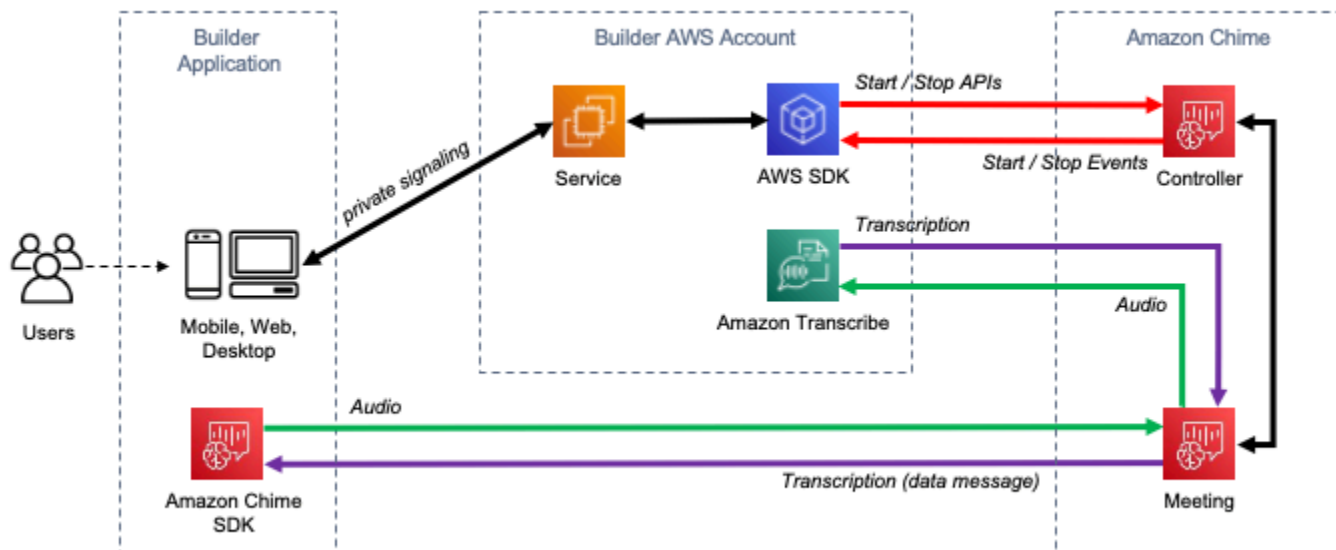 Builder
Application
Builder AWS Account
Amazon Chime
Start / Stop APIs
private signaling
Service
AWS SDK
Start / Stop Events
Controller
Transcription
Users
Mobile, Web,
Desktop
Amazon Transcribe
Audio
Audio
Amazon Chime
SDK
Transcription (data message)
Meeting